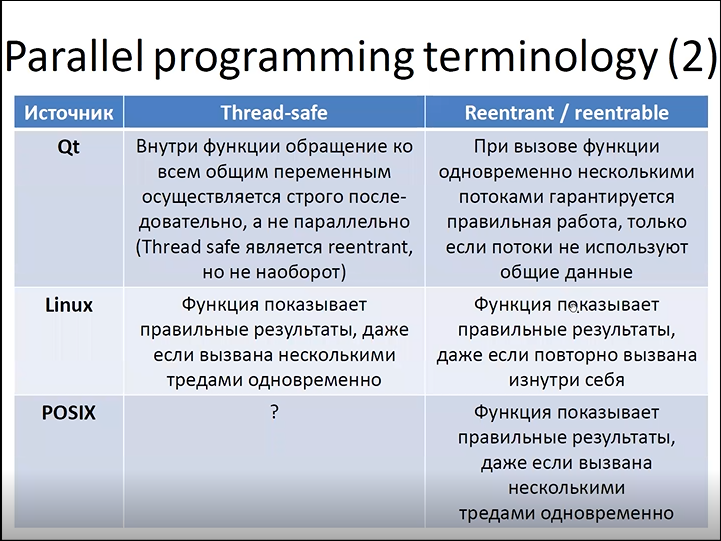 Parallel programming terminology (2)
Источник
Thread-safe
Reentrant / reentrable
Qt
Внутри функции обращение ко
всем общим переменным
осуществляется строго после-
довательно, а не параллельно
(Thread safe является reentrant,
но не наоборот)
При вызове функции
одновременно несколькими
потоками гарантируется
правильная работа, только
если потоки не используют
общие данные
Linux
Функция показывает
правильные результаты, даже
если вызвана несколькими
тредами одновременно
Функция показывает
правильные результаты,
даже если повторно вызвана
изнутри себя
POSIX
?
Функция показывает
правильные результаты,
даже если вызвана
несколькими
тредами одновременно